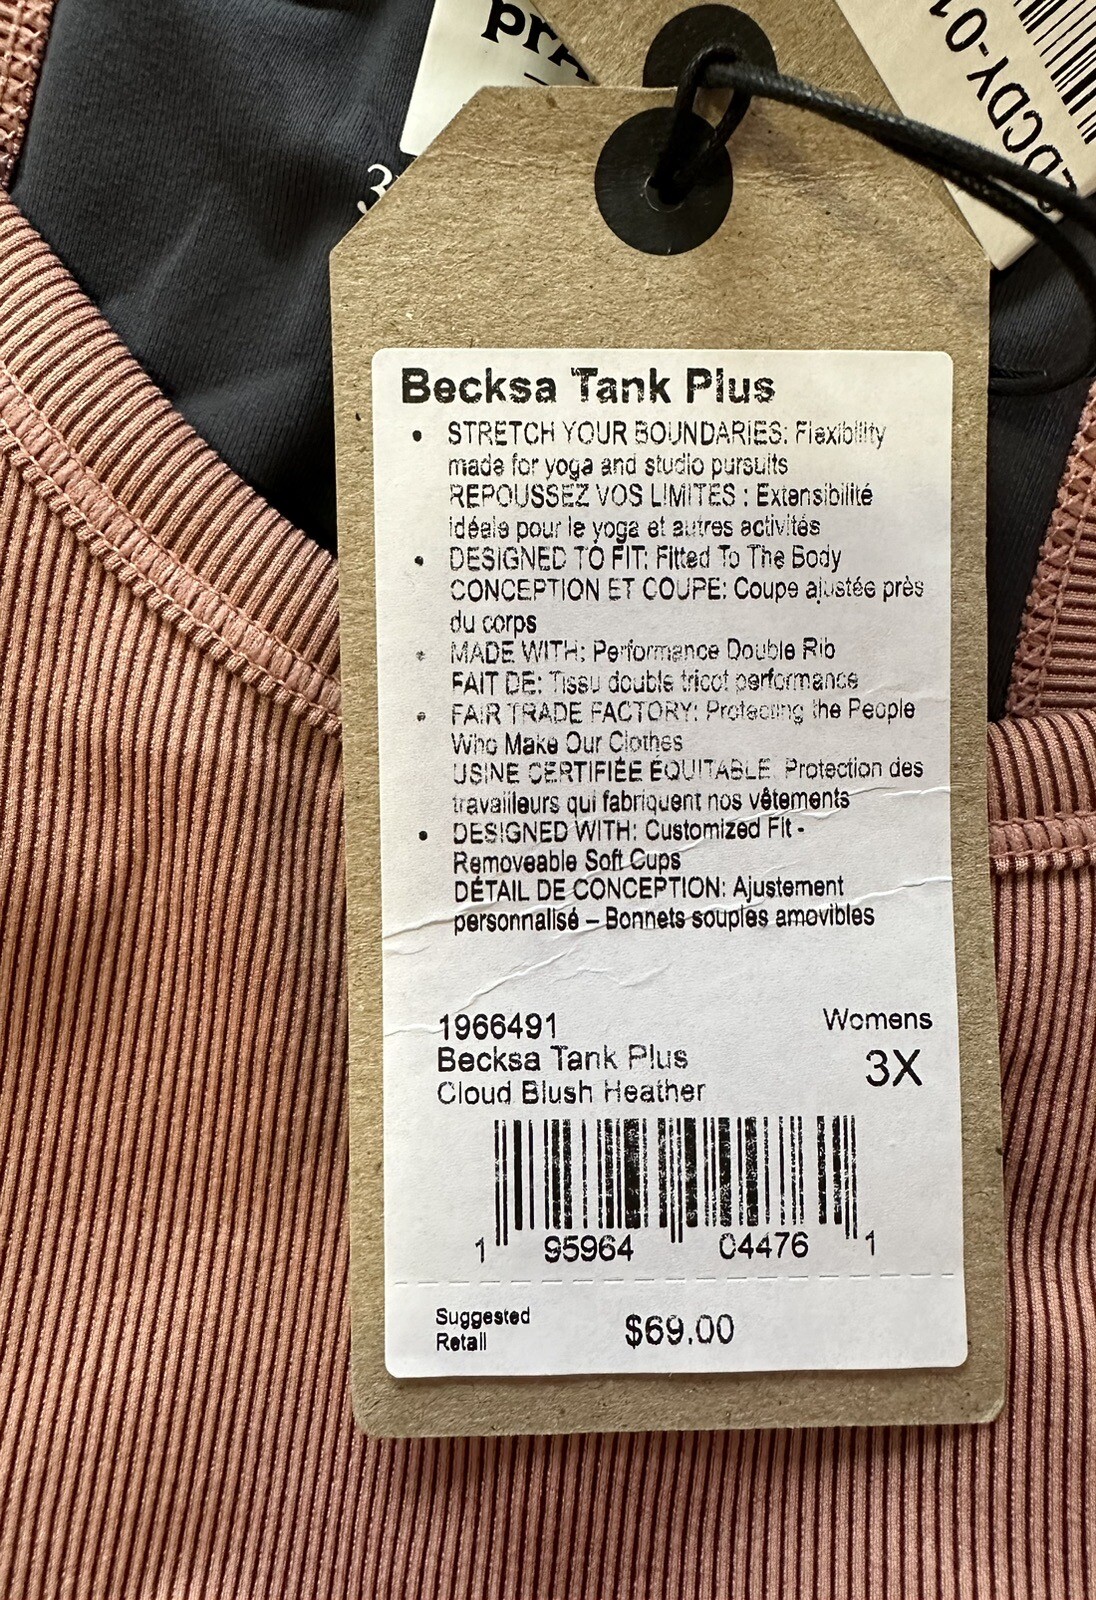 Becksa Tank Plus
• STRETCH YOUR BOUNDARIES: Flexibility
made for yoga and studio pursuits
REPOUSSEZ VOS LIMITES : Extensibilité
idéale pour le yoga et autres activités
• DESIGNED TO FIT: Fitted To The Body
CONCEPTION ET COUPE: Coupe ajustée près
du corps
• MADE WITH: Performance Double Rib
FAIT DE: Tissu double tricot performance
• FAIR TRADE FACTORY: Protecting the People
Who Make Our Clothes
USINE CERTIFIÉE ÉQUITABLE Protection des
travailleurs qui fabriquent nos vêtements
• DESIGNED WITH: Customized Fit -
Removeable Soft Cups
DÉTAIL DE CONCEPTION: Ajustement
personnalisé – Bonnets souples amovibles
1966491
Womens
Becksa Tank Plus
3X
Cloud Blush Heather
1 95964 04476 1
Suggested
Retail
$69.00